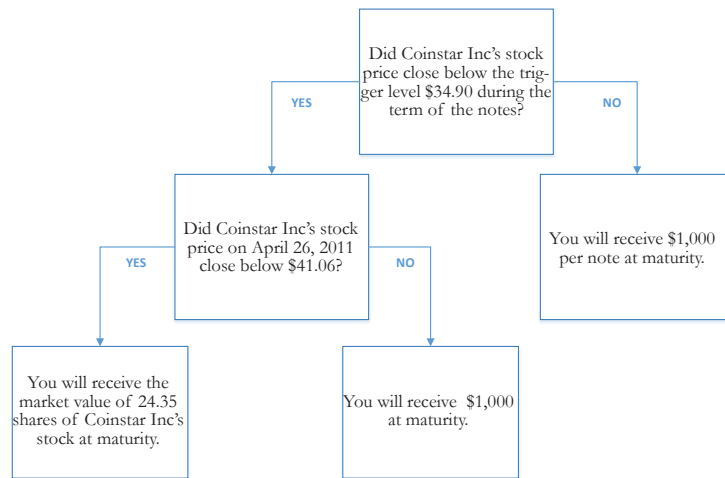 Did Coinstar Inc's stock
price close below the trig-
ger level $34.90 during the
term of the notes?
YES
NO
Did Coinstar Inc's stock
price on April 26, 2011
close below $41.06?
You will receive $1,000
per note at maturity.
YES
NO
You will receive the
market value of 24.35
shares of Coinstar Inc's
stock at maturity.
You will receive $1,000
at maturity.